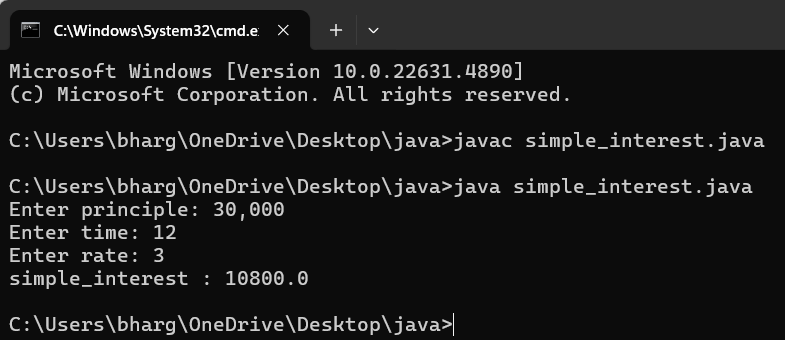 C:\Windows\System32\cmd.e:
Microsoft Windows [Version 10.0.22631.4890]
(c) Microsoft Corporation. All rights reserved.
C:\Users\bharg\OneDrive\Desktop\java>javac simple_interest.java
C:\Users\bharg\OneDrive\Desktop\java>java simple_interest.java
Enter principle: 30,000
Enter time: 12
Enter rate: 3
simple_interest : 10800.0
C:\Users\bharg\OneDrive\Desktop\java>